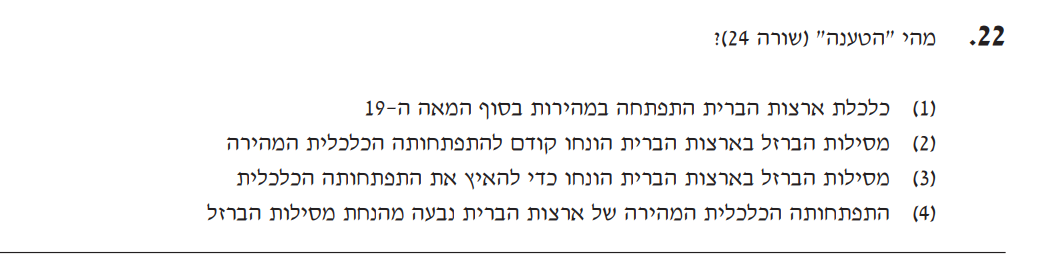 22. מהי "הטענה" (שורה 24)?
(1) כלכלת ארצות הברית התפתחה במהירות בסוף המאה ה-19
(2) מסילות הברזל בארצות הברית הונחו קודם להתפתחותה הכלכלית המהירה
(3) מסילות הברזל בארצות הברית הונחו כדי להאיץ את התפתחותה הכלכלית
(4) התפתחותה הכלכלית המהירה של ארצות הברית נבעה מהנחת מסילות הברזל